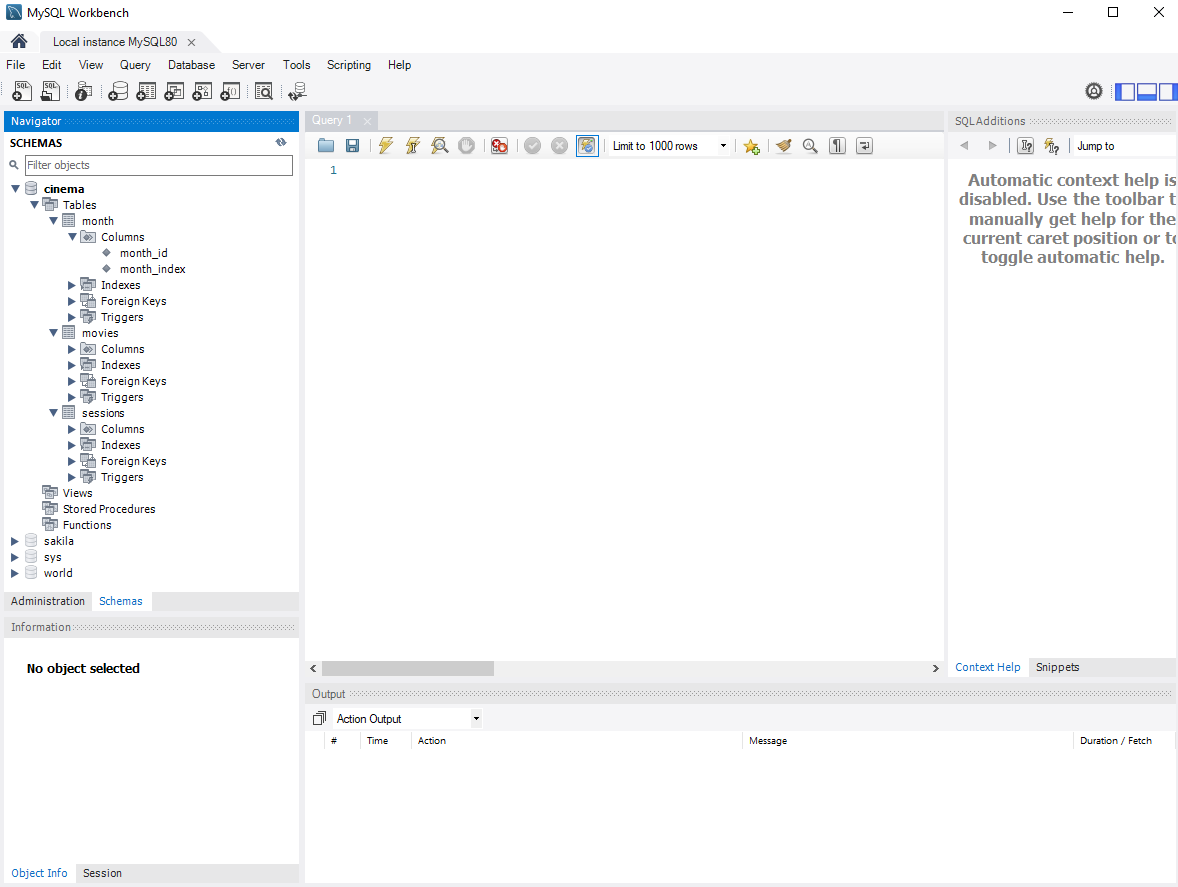 MySQL Workbench
Local instance MySQL80
File Edit View Query Database Server Tools Scripting Help
Navigator
SCHEMAS
Filter objects
cinema
Tables
month
Columns
month_id
month_index
Indexes
Foreign Keys
Triggers
movies
Columns
Indexes
Foreign Keys
Triggers
sessions
Columns
Indexes
Foreign Keys
Triggers
Views
Stored Procedures
Functions
sakila
sys
world
Administration Schemas
Information
No object selected
Object Info Session
Query 1
Limit to 1000 rows
1
SQLAdditions
Jump to
Automatic context help is
disabled. Use the toolbar t
manually get help for the
current caret position or to
toggle automatic help.
Context Help Snippets
Output
Action Output
# Time Action Message Duration / Fetch